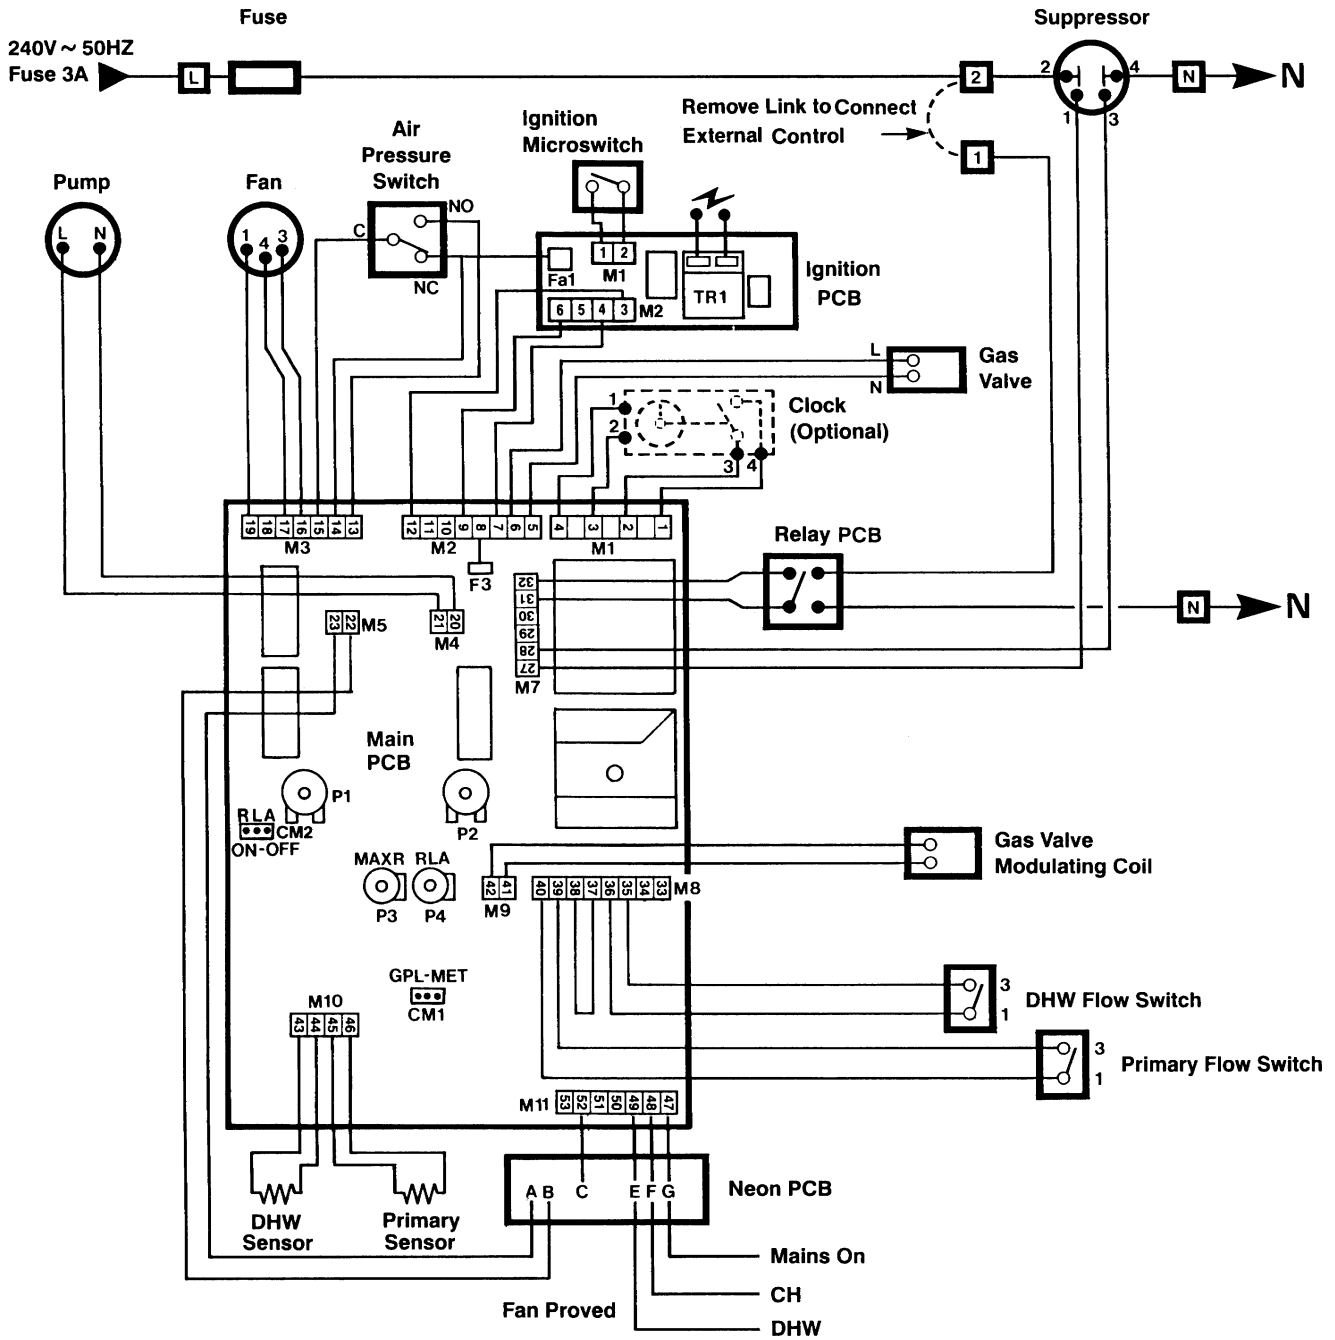 Fuse
Suppressor
240V ~ 50HZ
Fuse 3A
L
2
2
4
N
N
1
3
Remove Link to Connect
External Control
1
Ignition
Microswitch
Air
Pressure
Switch
Pump
Fan
L N
1 4 3
C
NO
NC
1 2
M1
Fa1
TR1
Ignition
PCB
6 5 4 3
M2
L
N
Gas
Valve
1
2
3 4
Clock
(Optional)
19 18 17 16 15 14 13
M3
12 11 10 9 8 7 6 5
M2
4 3 2 1
M1
F3
Relay PCB
32
31
30
29
28
27
M7
N
N
23 22
M5
21 20
M4
Main
PCB
P1
P2
RLA
CM2
ON-OFF
MAXR RLA
P3 P4
42 41
M9
40 39 38 37 36 35 34 33
M8
Gas Valve
Modulating Coil
GPL-MET
CM1
3
1
DHW Flow Switch
3
1
Primary Flow Switch
M10
43 44 45 46
M11
53 52 51 50 49 48 47
A B C E F G
Neon PCB
DHW
Sensor
Primary
Sensor
Mains On
CH
Fan Proved
DHW